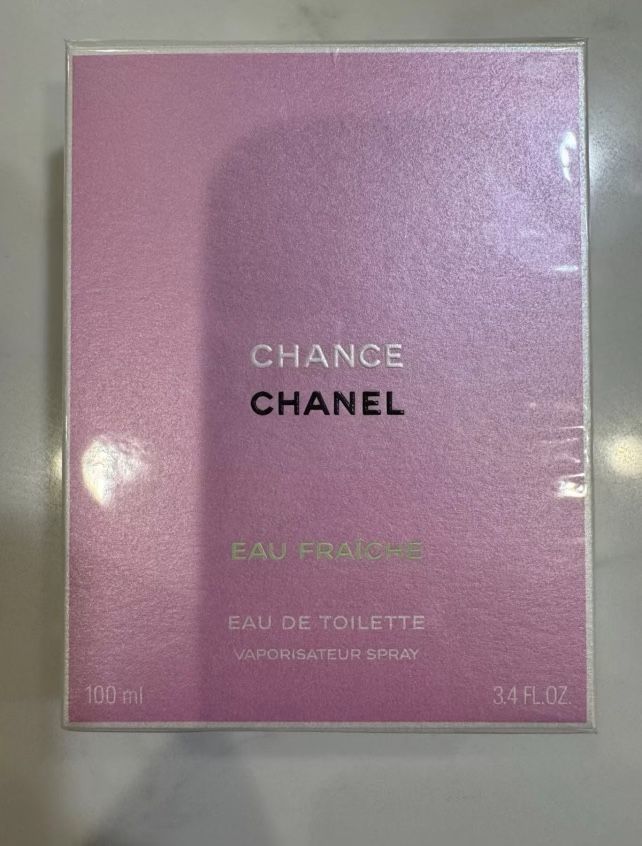 CHANCE
CHANEL
EAU FRAÎCHE
EAU DE TOILETTE
VAPORISATEUR SPRAY
100 ml 3.4 FL.OZ.